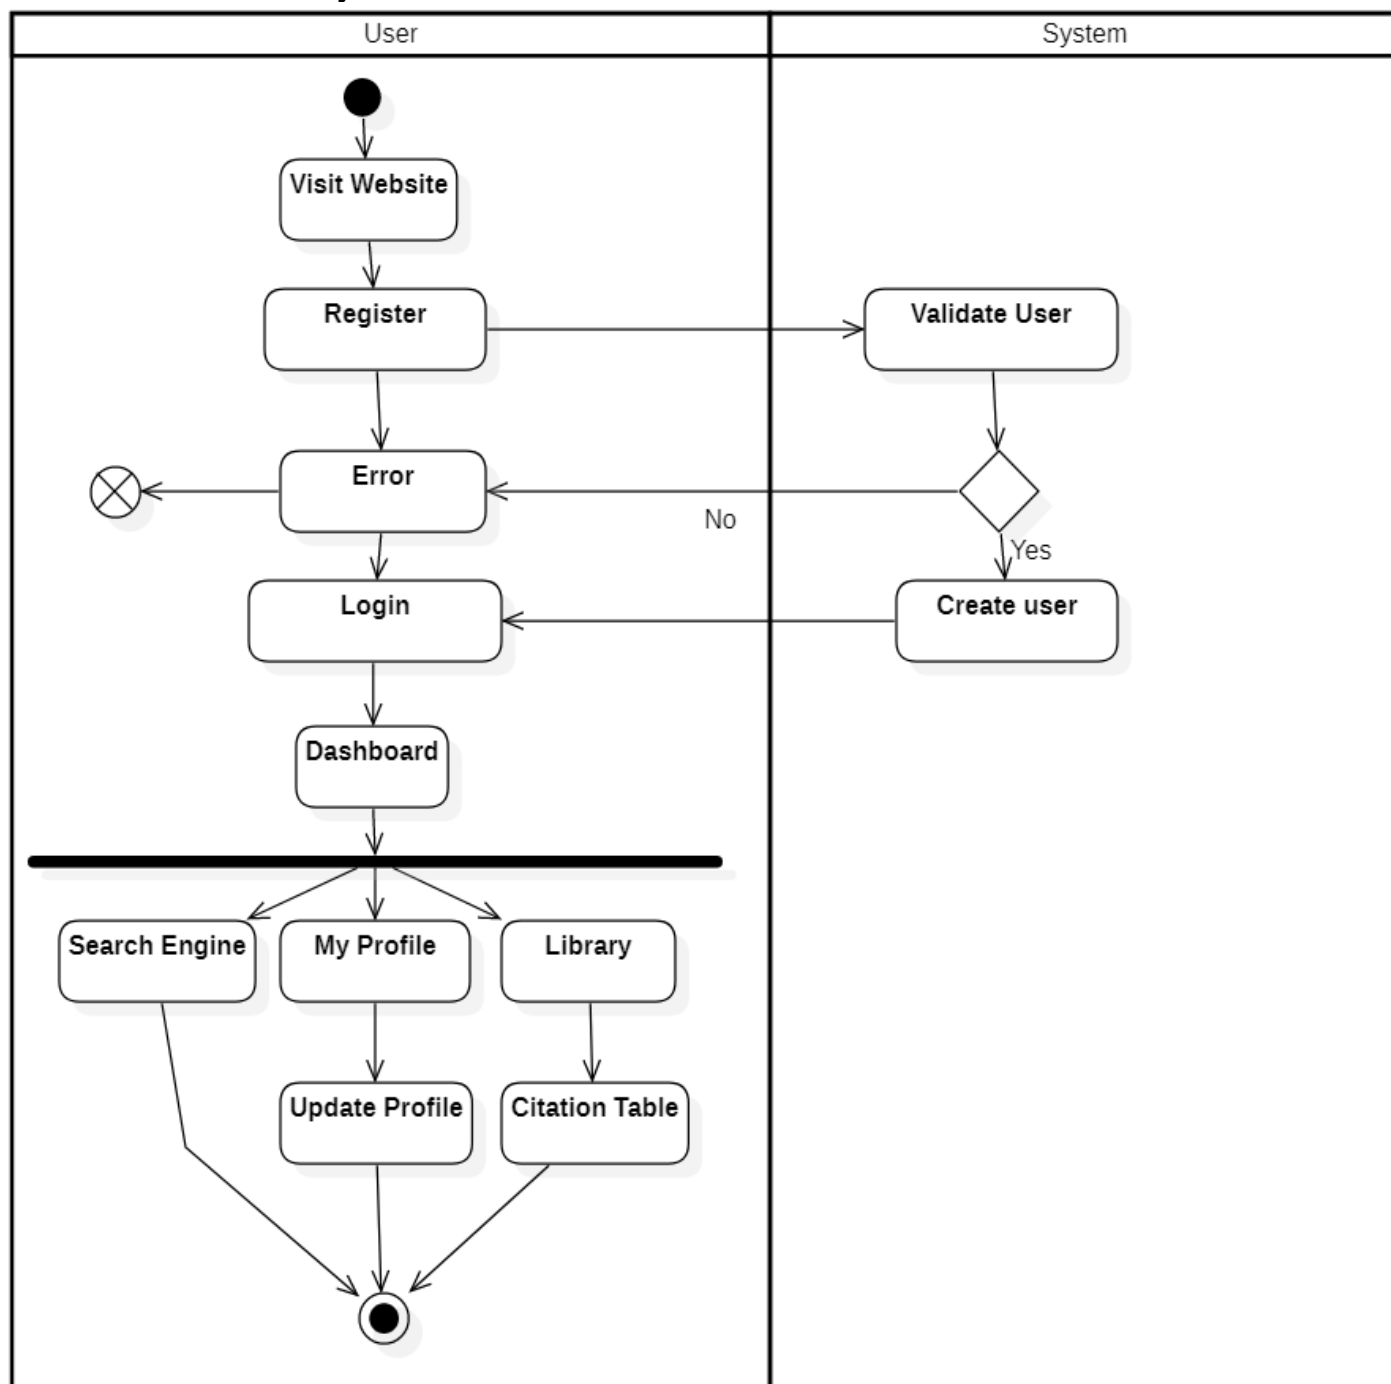 User
System
Visit Website
Register
Validate User
Error
No
Yes
Login
Create user
Dashboard
Search Engine
My Profile
Library
Update Profile
Citation Table